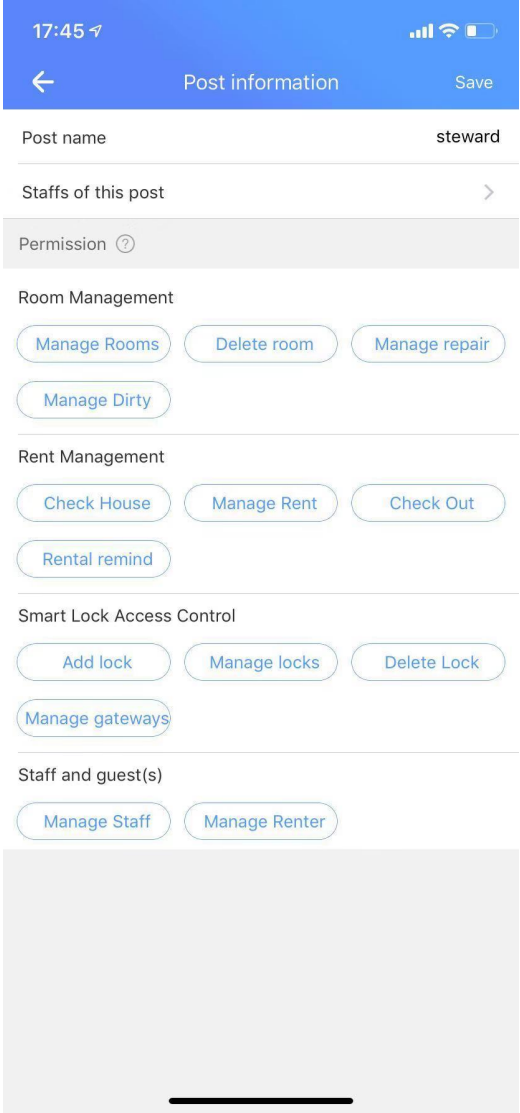 17:45
Post information Save
Post name steward
Staffs of this post
Permission ?
Room Management
Manage Rooms Delete room Manage repair
Manage Dirty
Rent Management
Check House Manage Rent Check Out
Rental remind
Smart Lock Access Control
Add lock Manage locks Delete Lock
Manage gateways
Staff and guest(s)
Manage Staff Manage Renter